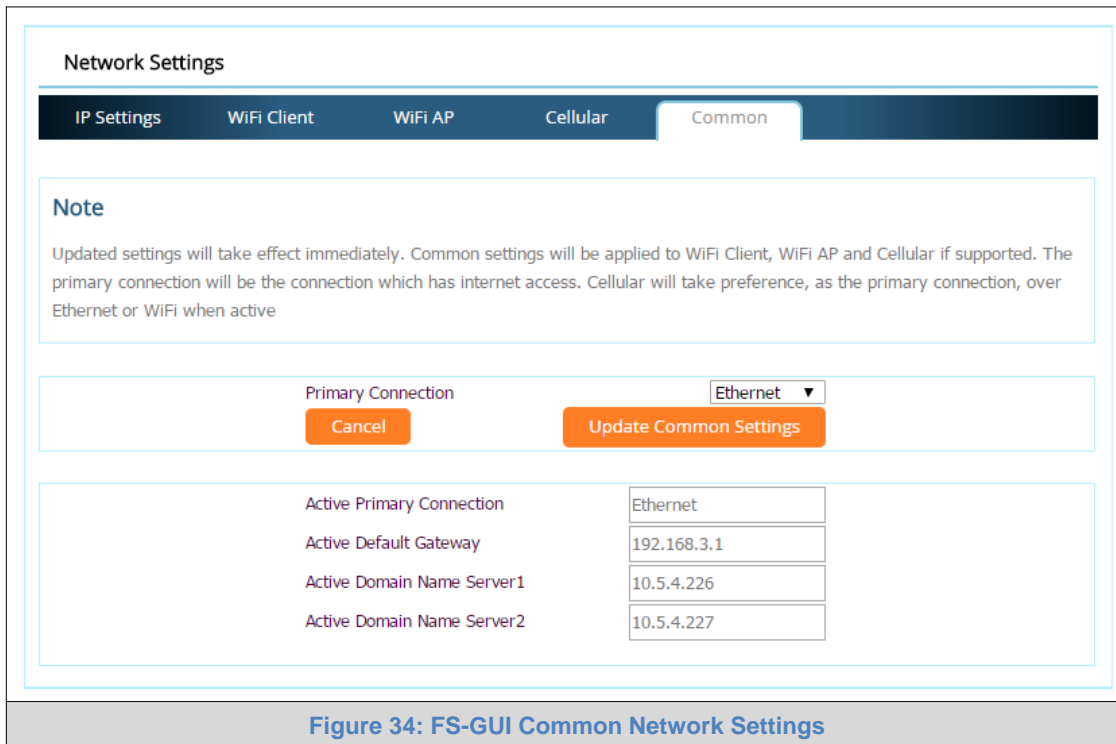 Network Settings
IP Settings WiFi Client WiFi AP Cellular Common
Note
Updated settings will take effect immediately. Common settings will be applied to WiFi Client, WiFi AP and Cellular if supported. The
primary connection will be the connection which has internet access. Cellular will take preference, as the primary connection, over
Ethernet or WiFi when active
Primary Connection Ethernet ▼
Cancel Update Common Settings
Active Primary Connection Ethernet
Active Default Gateway 192.168.3.1
Active Domain Name Server1 10.5.4.226
Active Domain Name Server2 10.5.4.227
Figure 34: FS-GUI Common Network Settings